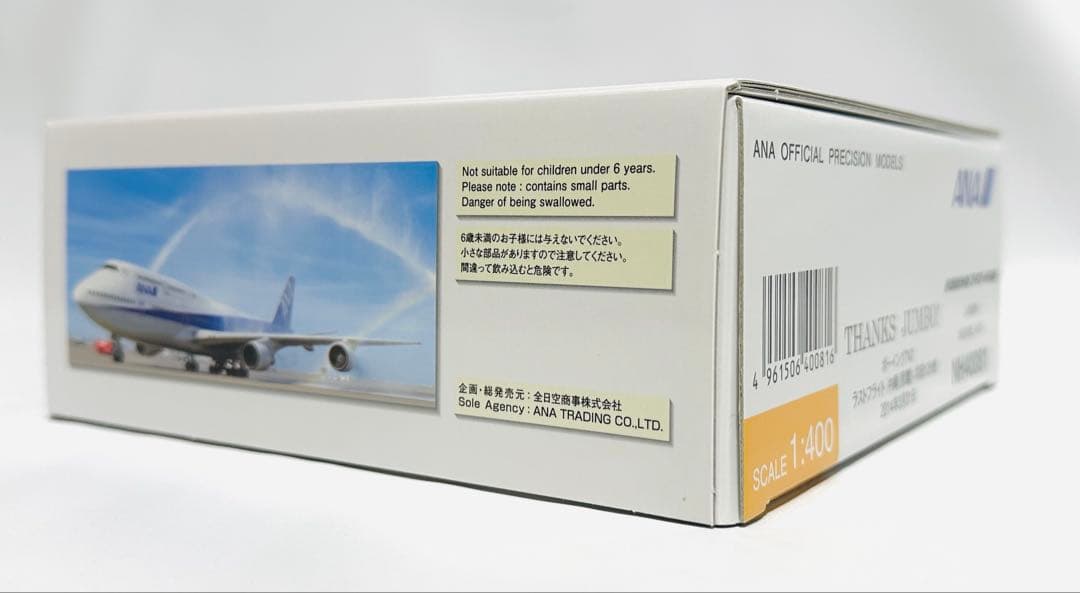 Not suitable for children under 6 years.
Please note : contains small parts.
Danger of being swallowed.
6歳未満のお子様には与えないでください。
小さな部品がありますので注意してください。
間違って飲み込むと危険です。
企画・総発売元：全日空商事株式会社
Sole Agency : ANA TRADING CO.,LTD.
ANA
ANA OFFICIAL PRECISION MODELS
ANA
4 961506 400816
THANKS JUMBO!
SCALE 1:400